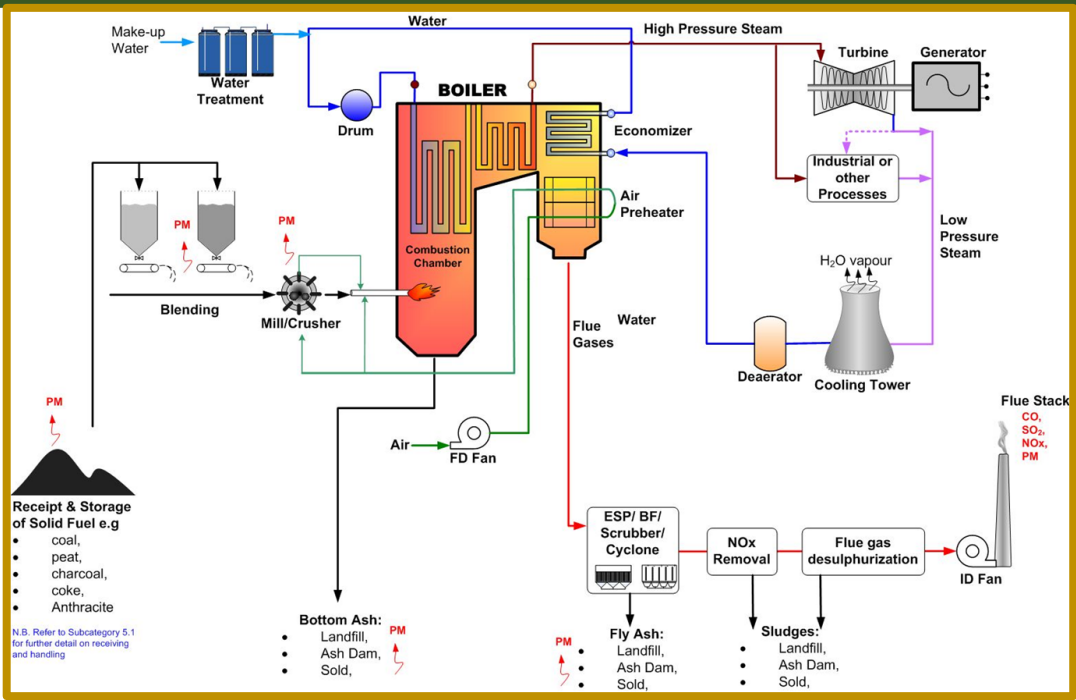 Make-up
Water
Water
Treatment
Water
Drum
BOILER
High Pressure Steam
Turbine
Generator
Economizer
Industrial or
other
Processes
Air
Preheater
Low
Pressure
Steam
PM
PM
Combustion
Chamber
Blending
Mill/Crusher
H₂O vapour
Flue
Gases
Water
Deaerator
Cooling Tower
PM
Air
FD Fan
Flue Stack
CO,
SO₂,
NOx,
PM
Receipt & Storage
of Solid Fuel e.g
• coal,
• peat,
• charcoal,
• coke,
• Anthracite
N.B. Refer to Subcategory 5.1
for further detail on receiving
and handling
ESP/ BF/
Scrubber/
Cyclone
NOx
Removal
Flue gas
desulphurization
ID Fan
Bottom Ash:
• Landfill,
• Ash Dam,
• Sold,
PM
PM
Fly Ash:
• Landfill,
• Ash Dam,
• Sold,
Sludges:
• Landfill,
• Ash Dam,
• Sold,